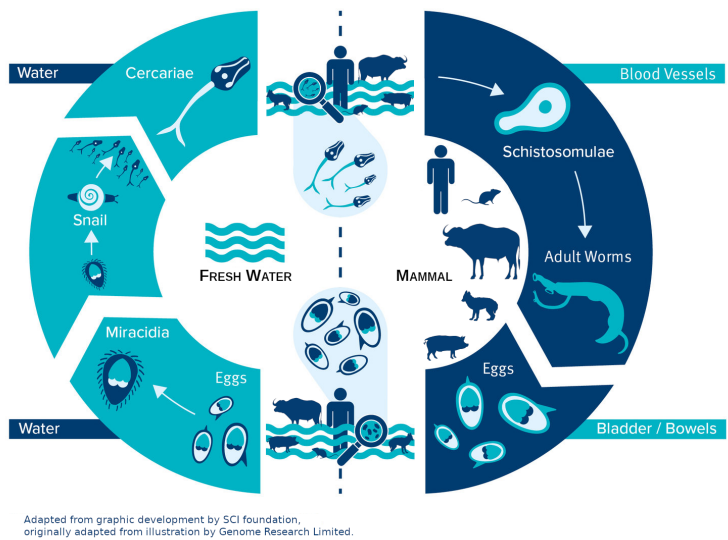 Water
Cercariae
Blood Vessels
Schistosomulae
Snail
Adult Worms
FRESH WATER
MAMMAL
Miracidia
Eggs
Eggs
Water
Bladder / Bowels
Adapted from graphic development by SCI foundation,
originally adapted from illustration by Genome Research Limited.